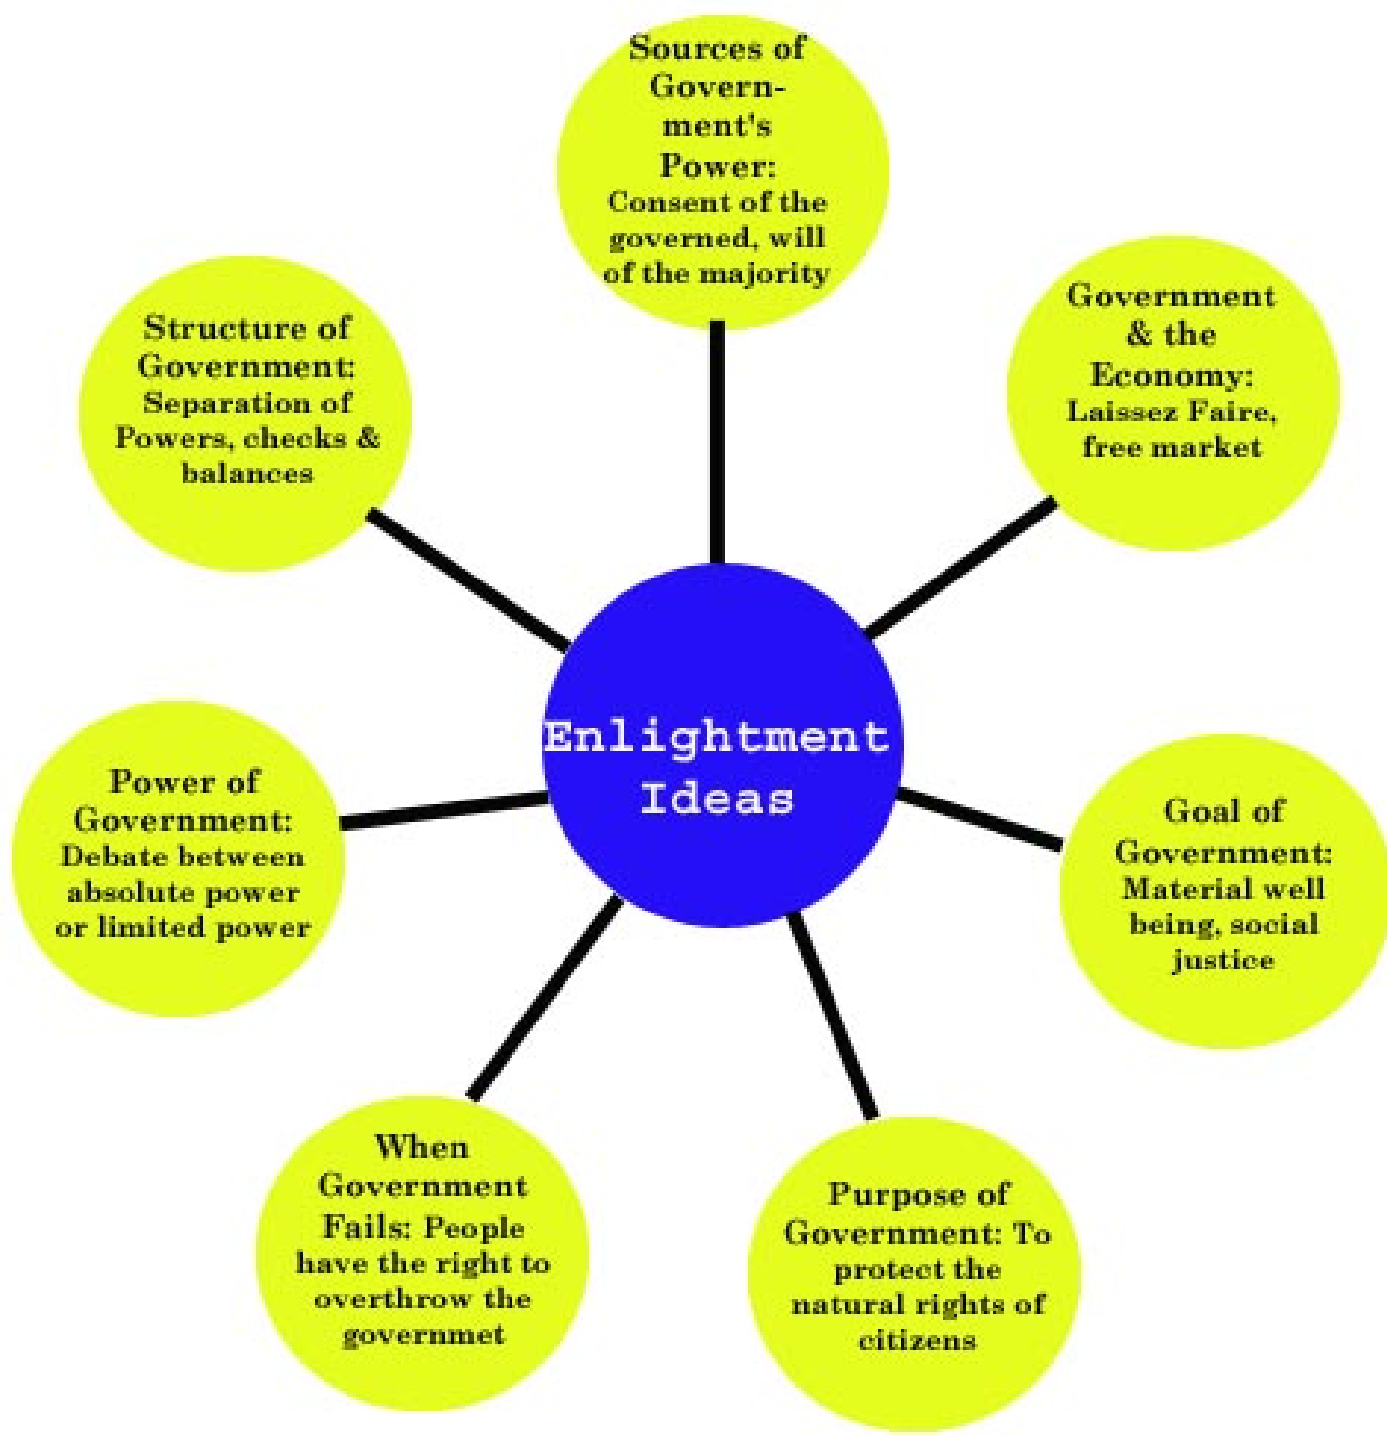 Sources of
Govern-
ment's
Power:
Consent of the
governed, will
of the majority
Government
& the
Economy:
Laissez Faire,
free market
Structure of
Government:
Separation of
Powers, checks &
balances
Enlightment
Ideas
Power of
Government:
Debate between
absolute power
or limited power
Goal of
Government:
Material well
being, social
justice
When
Government
Fails: People
have the right to
overthrow the
governmet
Purpose of
Government: To
protect the
natural rights of
citizens